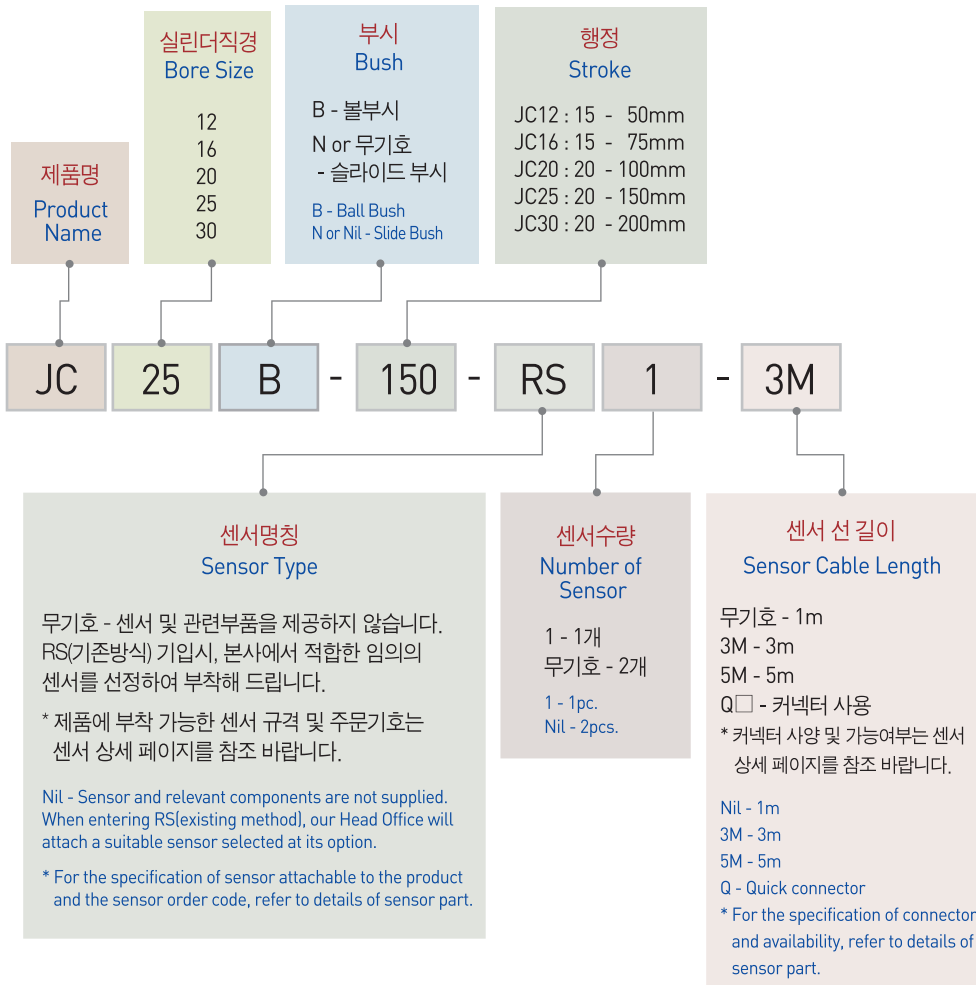 제품명
Product
Name
실린더직경
Bore Size
12
16
20
25
30
부시
Bush
B - 볼부시
N or 무기호
- 슬라이드 부시
B - Ball Bush
N or Nil - Slide Bush
행정
Stroke
JC12 : 15 - 50mm
JC16 : 15 - 75mm
JC20 : 20 - 100mm
JC25 : 20 - 150mm
JC30 : 20 - 200mm
JC 25 B - 150 - RS 1 - 3M
센서명칭
Sensor Type
무기호 - 센서 및 관련부품을 제공하지 않습니다.
RS(기존방식) 기입시, 본사에서 적합한 임의의
센서를 선정하여 부착해 드립니다.
* 제품에 부착 가능한 센서 규격 및 주문기호는
센서 상세 페이지를 참조 바랍니다.
Nil - Sensor and relevant components are not supplied.
When entering RS(existing method), our Head Office will
attach a suitable sensor selected at its option.
* For the specification of sensor attachable to the product
and the sensor order code, refer to details of sensor part.
센서수량
Number of
Sensor
1 - 1개
무기호 - 2개
1 - 1pc.
Nil - 2pcs.
센서 선 길이
Sensor Cable Length
무기호 - 1m
3M - 3m
5M - 5m
Q□ - 커넥터 사용
* 커넥터 사양 및 가능여부는 센서
상세 페이지를 참조 바랍니다.
Nil - 1m
3M - 3m
5M - 5m
Q - Quick connector
* For the specification of connector
and availability, refer to details of
sensor part.